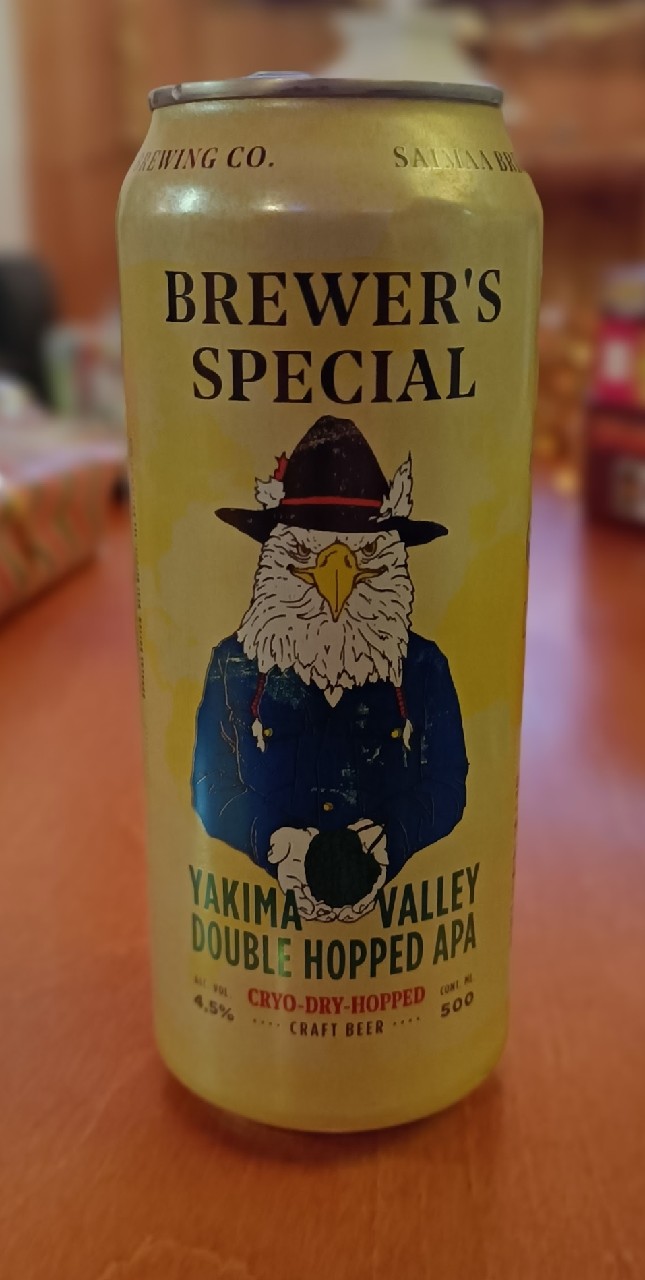 BREWING CO.
SAIMAA BRE
BREWER'S
SPECIAL
YAKIMA VALLEY
DOUBLE HOPPED APA
ALC. VOL. CRYO-DRY-HOPPED CONT. ML
4,5% •••• CRAFT BEER •••• 500